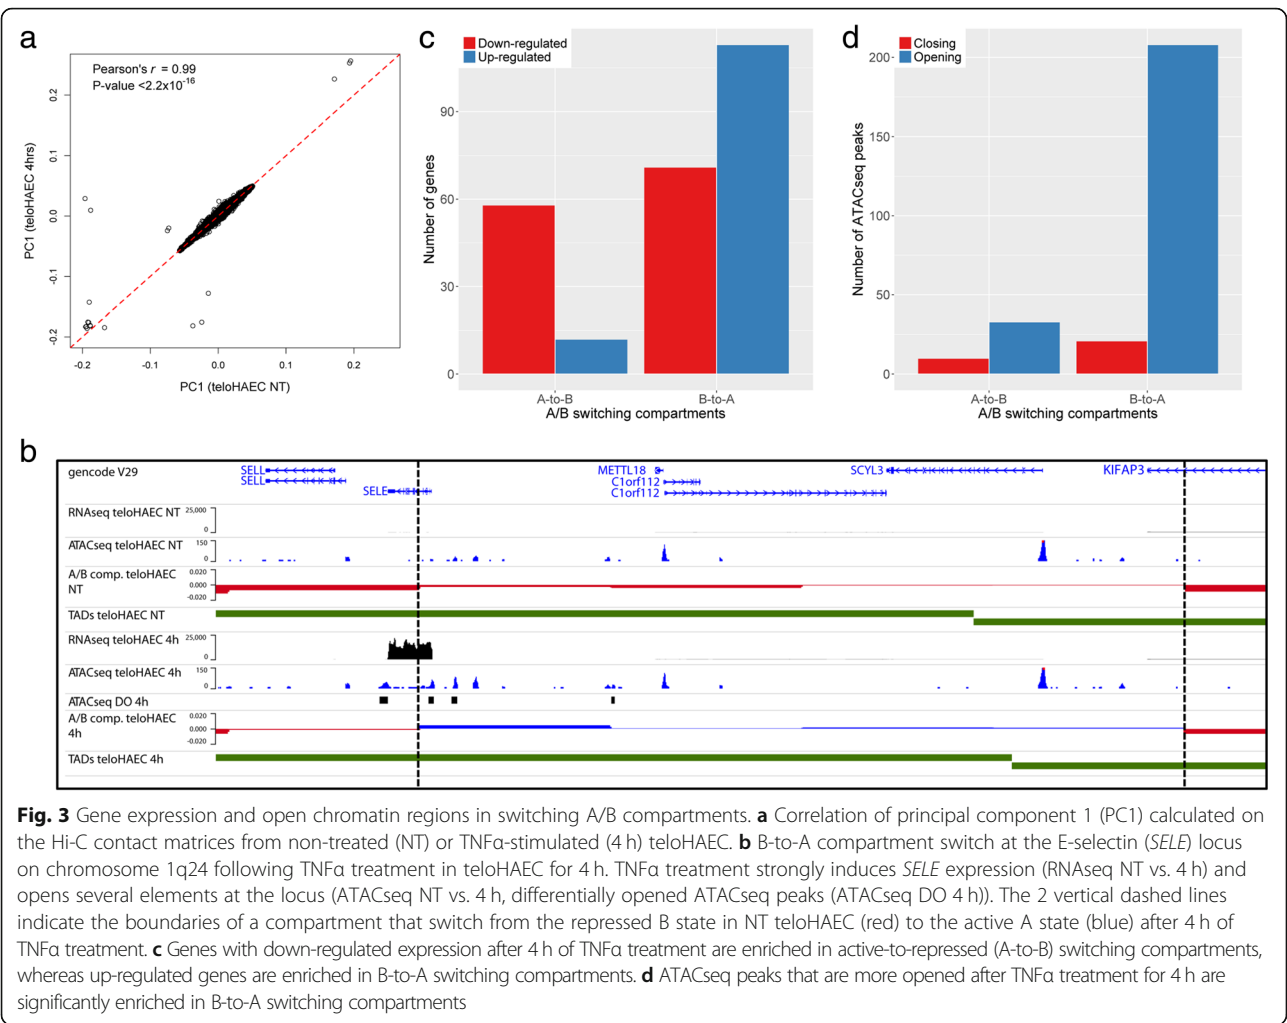 a
Pearson's r = 0.99
P-value <2.2x10-16
0.2
0.1
0.0
-0.1
-0.2
PC1 (teloHAEC 4hrs)
-0.2 -0.1 0.0 0.1 0.2
PC1 (teloHAEC NT)
c
Down-regulated
Up-regulated
90
60
30
0
Number of genes
A-to-B B-to-A
A/B switching compartments
d
Closing
Opening
200
150
100
50
0
Number of ATACseq peaks
A-to-B B-to-A
A/B switching compartments
b
gencode V29
SELL
SELL
SELE
METTL18
C1orf112
C1orf112
SCYL3
KIFAP3
RNAseq teloHAEC NT 25,000
0
ATACseq teloHAEC NT 150
0
A/B comp. teloHAEC
NT
0.020
0.000
-0.020
TADs teloHAEC NT
RNAseq teloHAEC 4h 25,000
0
ATACseq teloHAEC 4h 150
0
ATACseq DO 4h
A/B comp. teloHAEC
4h
0.020
0.000
-0.020
TADs teloHAEC 4h
Fig. 3 Gene expression and open chromatin regions in switching A/B compartments. a Correlation of principal component 1 (PC1) calculated on
the Hi-C contact matrices from non-treated (NT) or TNFα-stimulated (4 h) teloHAEC. b B-to-A compartment switch at the E-selectin (SELE) locus
on chromosome 1q24 following TNFα treatment in teloHAEC for 4 h. TNFα treatment strongly induces SELE expression (RNAseq NT vs. 4 h) and
opens several elements at the locus (ATACseq NT vs. 4 h, differentially opened ATACseq peaks (ATACseq DO 4 h)). The 2 vertical dashed lines
indicate the boundaries of a compartment that switch from the repressed B state in NT teloHAEC (red) to the active A state (blue) after 4 h of
TNFα treatment. c Genes with down-regulated expression after 4 h of TNFα treatment are enriched in active-to-repressed (A-to-B) switching compartments,
whereas up-regulated genes are enriched in B-to-A switching compartments. d ATACseq peaks that are more opened after TNFα treatment for 4 h are
significantly enriched in B-to-A switching compartments